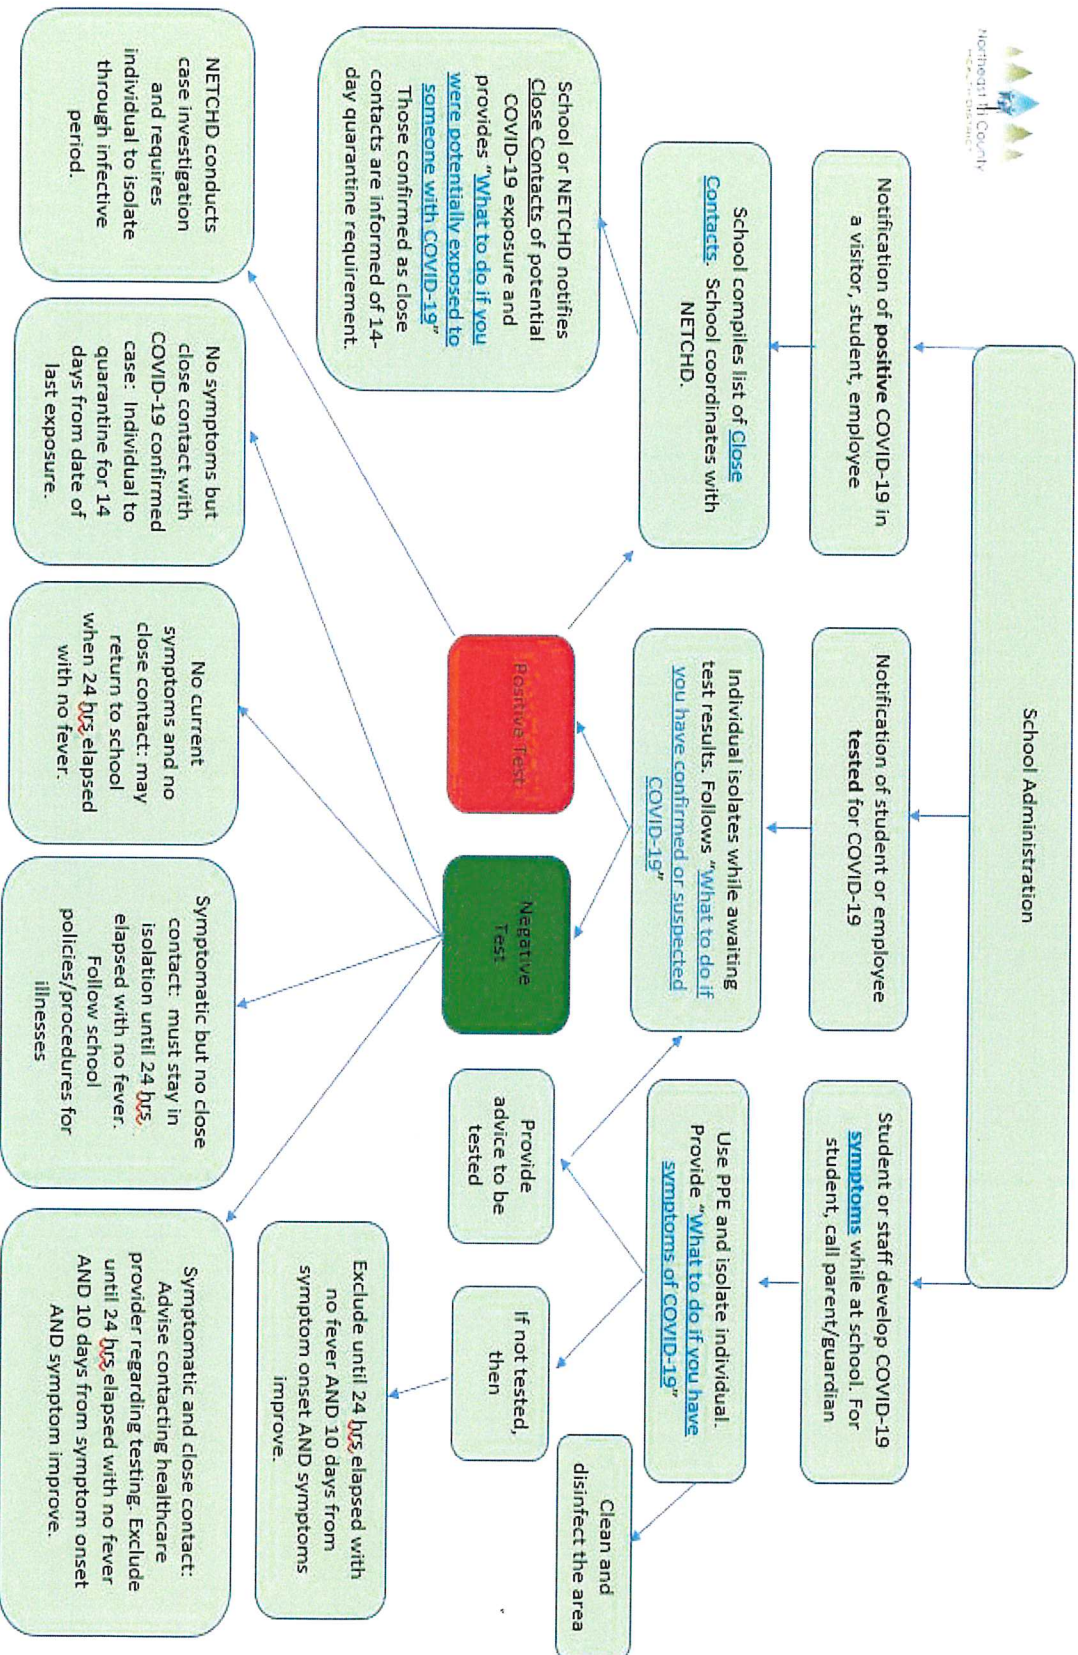 Northeast Tri County
HEALTH DISTRICT
School Administration
Notification of positive COVID-19 in
a visitor, student, employee
Notification of student or employee
tested for COVID-19
Student or staff develop COVID-19
symptoms while at school. For
student, call parent/guardian
School compiles list of Close
Contacts. School coordinates with
NETCHD.
Individual isolates while awaiting
test results. Follows "What to do if
you have confirmed or suspected
COVID-19"
Use PPE and isolate individual.
Provide "What to do if you have
symptoms of COVID-19"
Clean and
disinfect the area
School or NETCHD notifies
Close Contacts of potential
COVID-19 exposure and
provides "What to do if you
were potentially exposed to
someone with COVID-19"
Those confirmed as close
contacts are informed of 14-
day quarantine requirement.
Positive Test
Negative
Test
Provide
advice to be
tested
If not tested,
then
Exclude until 24 hrs elapsed with
no fever AND 10 days from
symptom onset AND symptoms
improve.
NETCHD conducts
case investigation
and requires
individual to isolate
through infective
period.
No symptoms but
close contact with
COVID-19 confirmed
case: Individual to
quarantine for 14
days from date of
last exposure.
No current
symptoms and no
close contact: may
return to school
when 24 hrs elapsed
with no fever.
Symptomatic but no close
contact: must stay in
isolation until 24 hrs
elapsed with no fever.
Follow school
policies/procedures for
illnesses
Symptomatic and close contact:
Advise contacting healthcare
provider regarding testing. Exclude
until 24 hrs elapsed with no fever
AND 10 days from symptom onset
AND symptom improve.